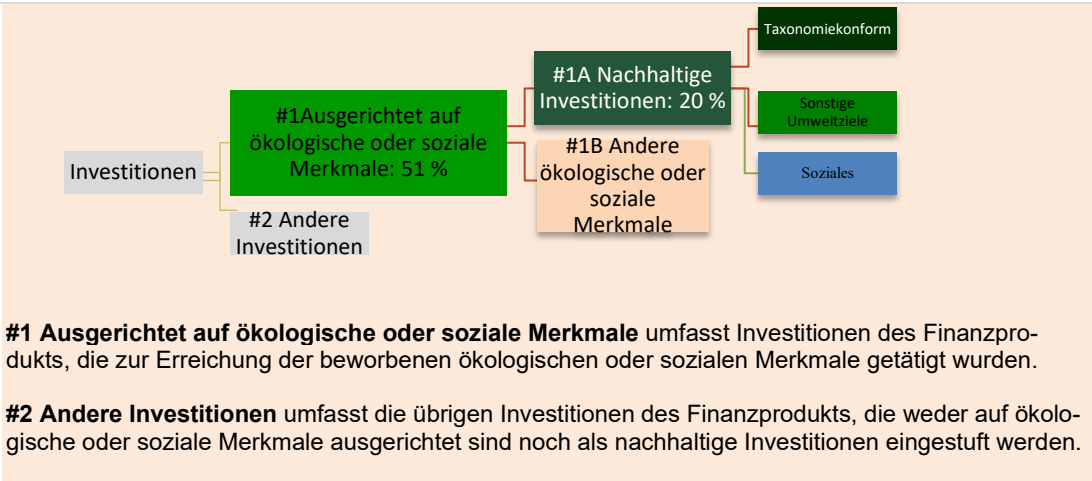 Taxonomiekonform
#1A Nachhaltige
Investitionen: 20 %
#1Ausgerichtet auf
ökologische oder soziale
Merkmale: 51 %
Sonstige
Umweltziele
#1B Andere
ökologische oder
soziale
Merkmale
Investitionen
Soziales
#2 Andere
Investitionen
#1 Ausgerichtet auf ökologische oder soziale Merkmale umfasst Investitionen des Finanzpro-
dukts, die zur Erreichung der beworbenen ökologischen oder sozialen Merkmale getätigt wurden.
#2 Andere Investitionen umfasst die übrigen Investitionen des Finanzprodukts, die weder auf ökolo-
gische oder soziale Merkmale ausgerichtet sind noch als nachhaltige Investitionen eingestuft werden.